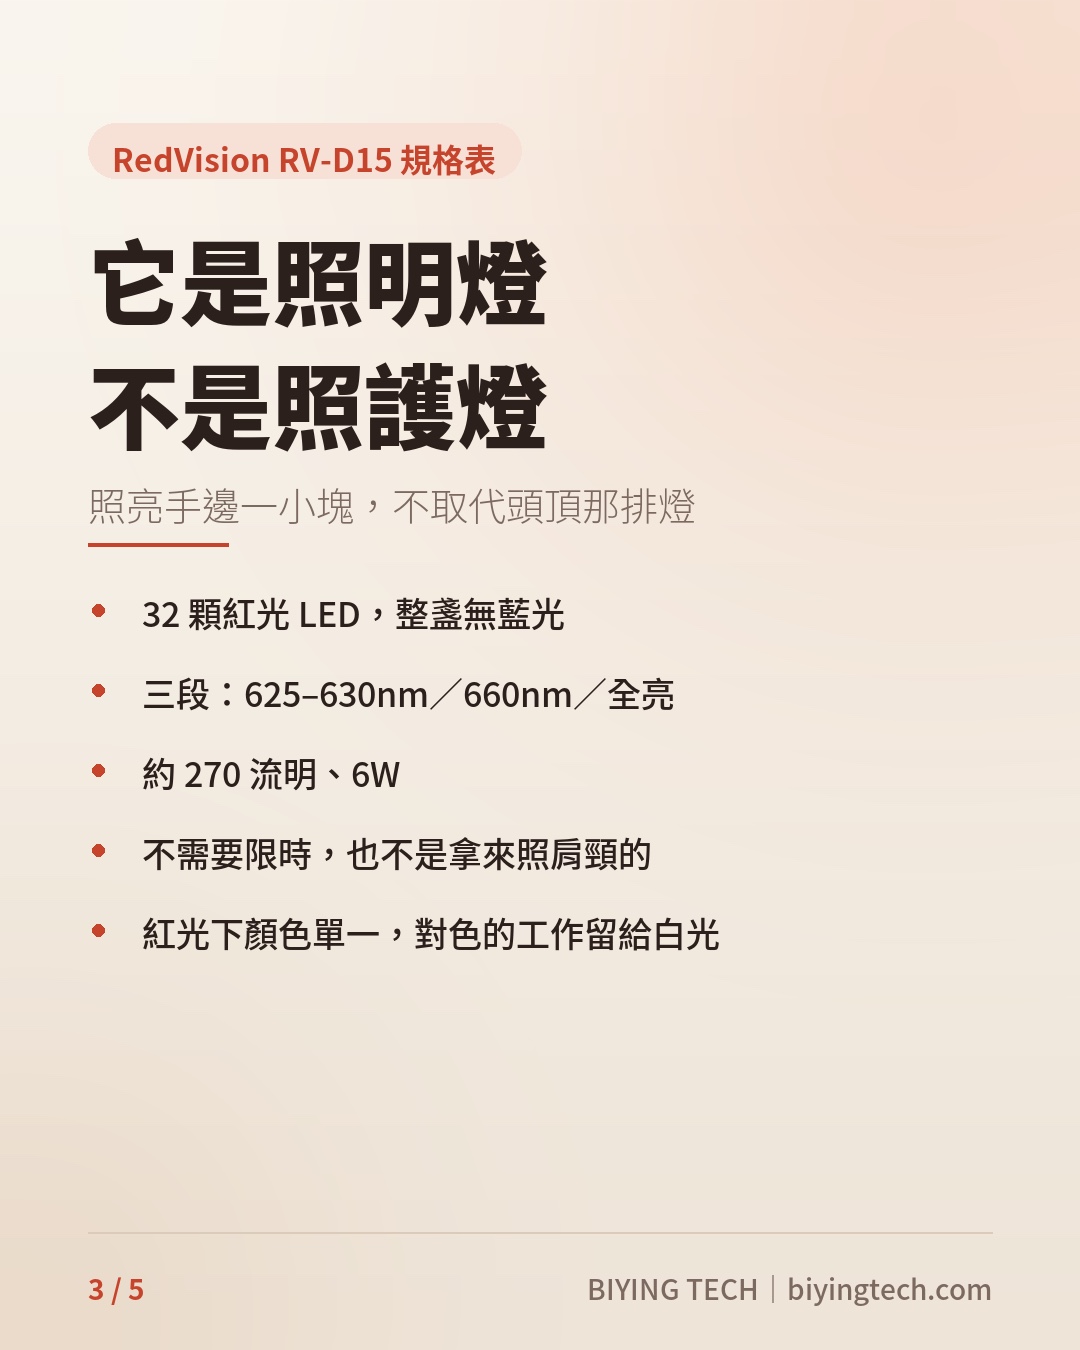 RedVision RV-D15 規格表
它是照明燈
不是照護燈
照亮手邊一小塊，不取代頭頂那排燈
32 顆紅光 LED，整盞無藍光
三段：625–630nm／660nm／全亮
約 270 流明、6W
不需要限時，也不是拿來照肩頸的
紅光下顏色單一，對色的工作留給白光
3 / 5
BIYING TECH｜biyingtech.com